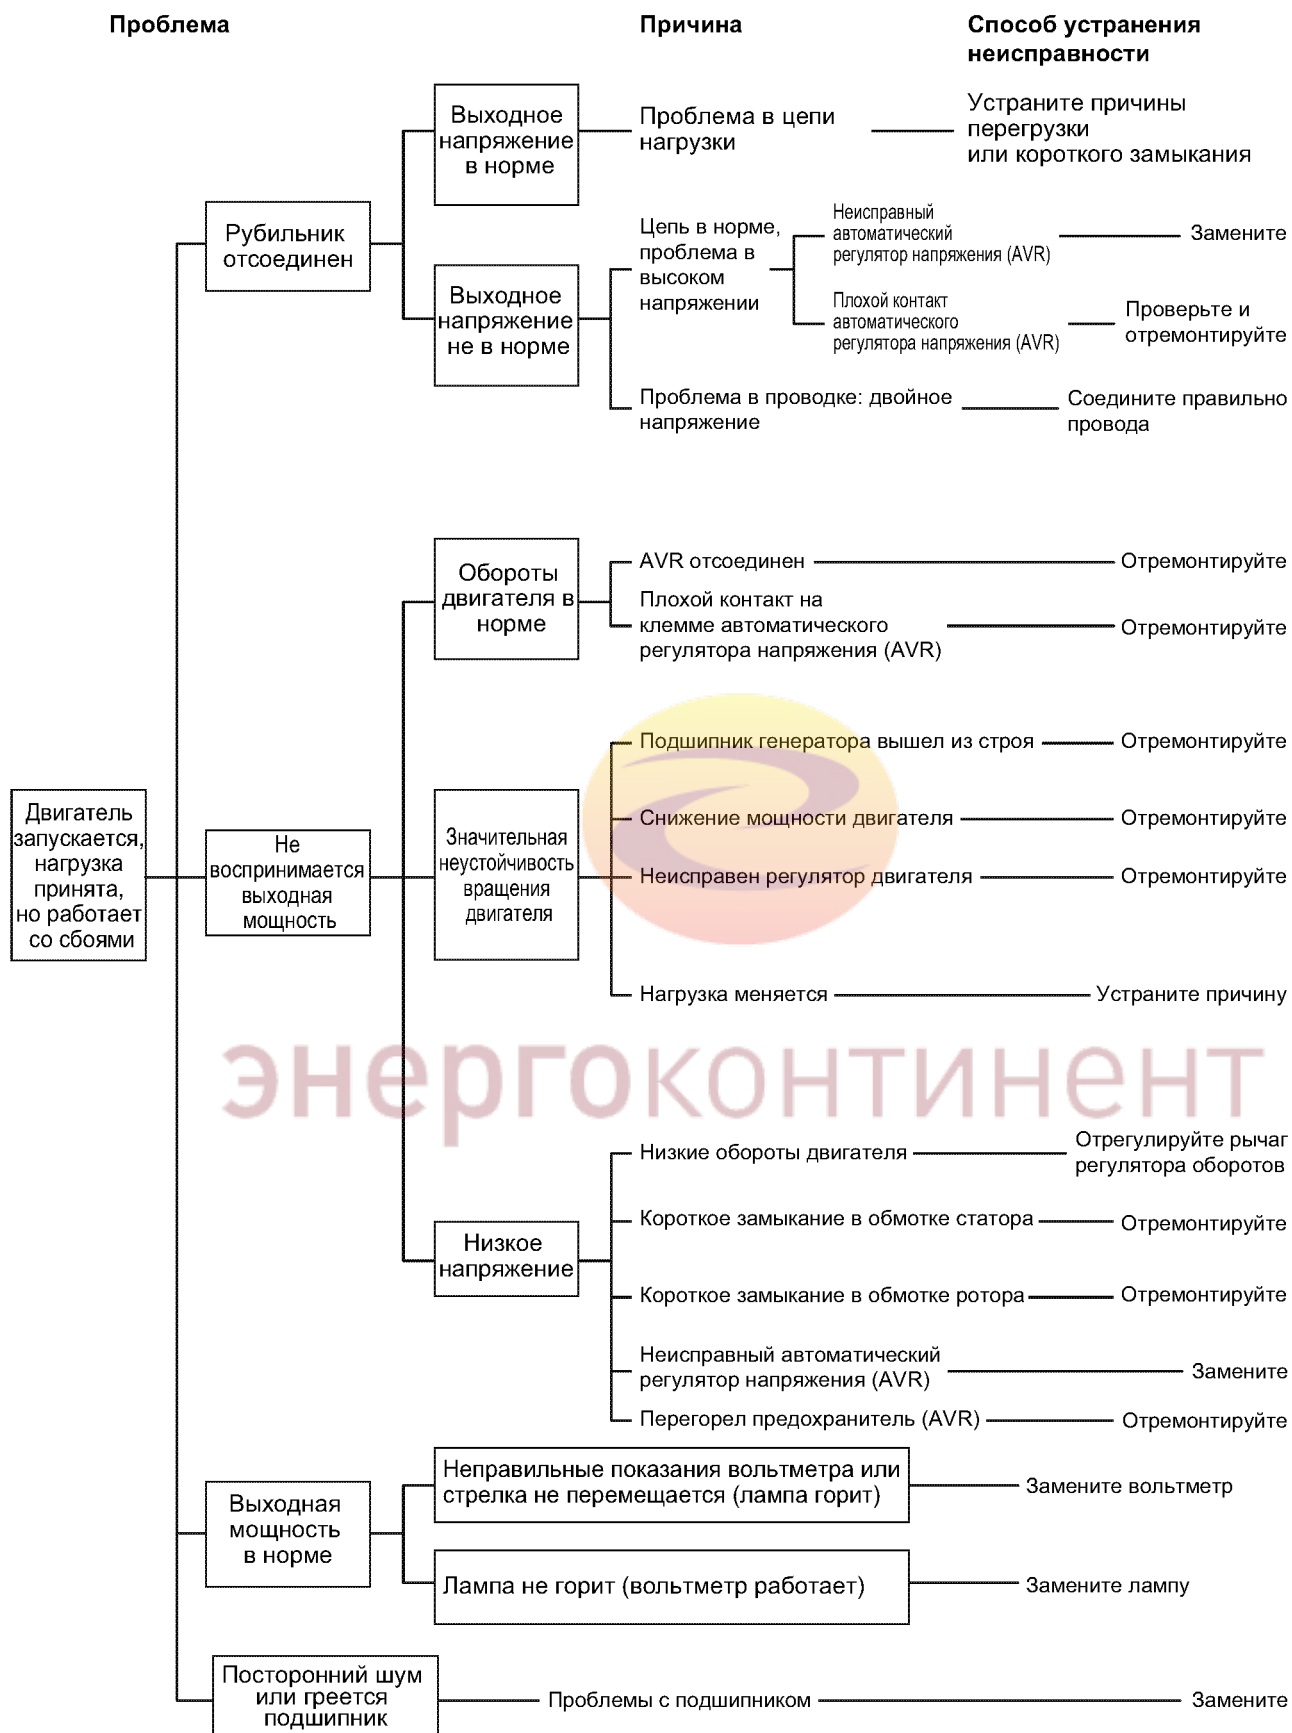 Проблема
Причина
Способ устранения
неисправности
Выходное
напряжение
в норме
Проблема в цепи
нагрузки
Устраните причины
перегрузки
или короткого замыкания
Рубильник
отсоединен
Выходное
напряжение
не в норме
Цепь в норме,
проблема в
высоком
напряжении
Неисправный
автоматический
регулятор напряжения (AVR)
Замените
Плохой контакт
автоматического
регулятора напряжения (AVR)
Проверьте и
отремонтируйте
Проблема в проводке: двойное
напряжение
Соедините правильно
провода
Обороты
двигателя в
норме
AVR отсоединен
Отремонтируйте
Плохой контакт на
клемме автоматического
регулятора напряжения (AVR)
Отремонтируйте
Двигатель
запускается,
нагрузка
принята,
но работает
со сбоями
Не
воспринимается
выходная
мощность
Значительная
неустойчивость
вращения
двигателя
Подшипник генератора вышел из строя
Отремонтируйте
Снижение мощности двигателя
Отремонтируйте
Неисправен регулятор двигателя
Отремонтируйте
Нагрузка меняется
Устраните причину
энергоконтинент
Низкое
напряжение
Низкие обороты двигателя
Отрегулируйте рычаг
регулятора оборотов
Короткое замыкание в обмотке статора
Отремонтируйте
Короткое замыкание в обмотке ротора
Отремонтируйте
Неисправный автоматический
регулятор напряжения (AVR)
Замените
Перегорел предохранитель (AVR)
Отремонтируйте
Выходная
мощность
в норме
Неправильные показания вольтметра или
стрелка не перемещается (лампа горит)
Замените вольтметр
Лампа не горит (вольтметр работает)
Замените лампу
Посторонний шум
или греется
подшипник
Проблемы с подшипником
Замените